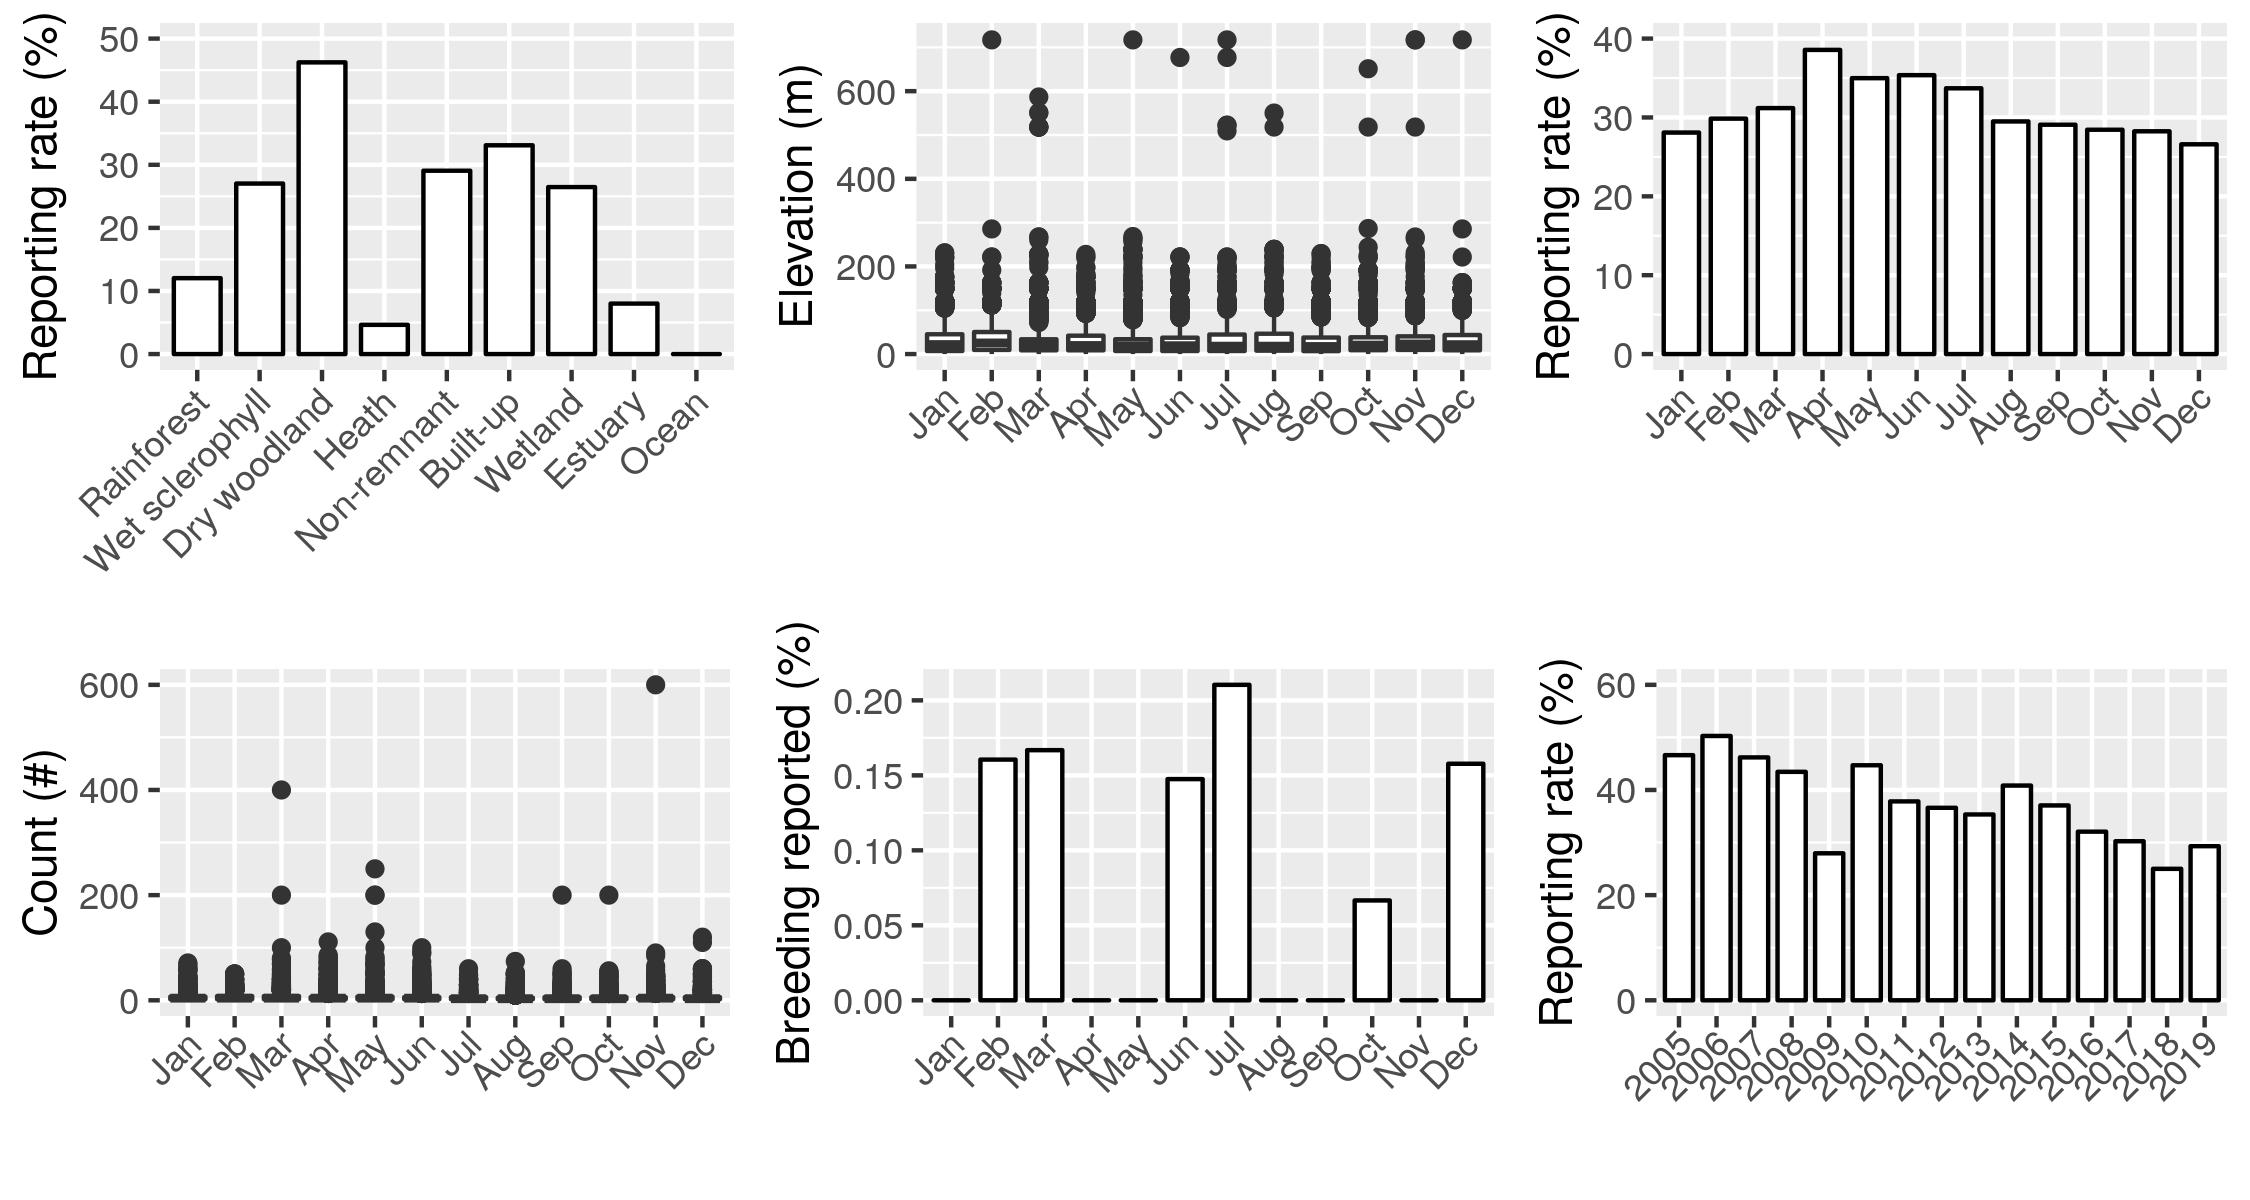 Reporting rate (%)
50
40
30
20
10
0
Rainforest
Wet sclerophyll
Dry woodland
Heath
Non-remnant
Built-up
Wetland
Estuary
Ocean
Elevation (m)
600
400
200
0
Jan
Feb
Mar
Apr
May
Jun
Jul
Aug
Sep
Oct
Nov
Dec
Reporting rate (%)
40
30
20
10
0
Jan
Feb
Mar
Apr
May
Jun
Jul
Aug
Sep
Oct
Nov
Dec
Count (#)
600
400
200
0
Jan
Feb
Mar
Apr
May
Jun
Jul
Aug
Sep
Oct
Nov
Dec
Breeding reported (%)
0.20
0.15
0.10
0.05
0.00
Jan
Feb
Mar
Apr
May
Jun
Jul
Aug
Sep
Oct
Nov
Dec
Reporting rate (%)
60
40
20
0
2005
2006
2007
2008
2009
2010
2011
2012
2013
2014
2015
2016
2017
2018
2019